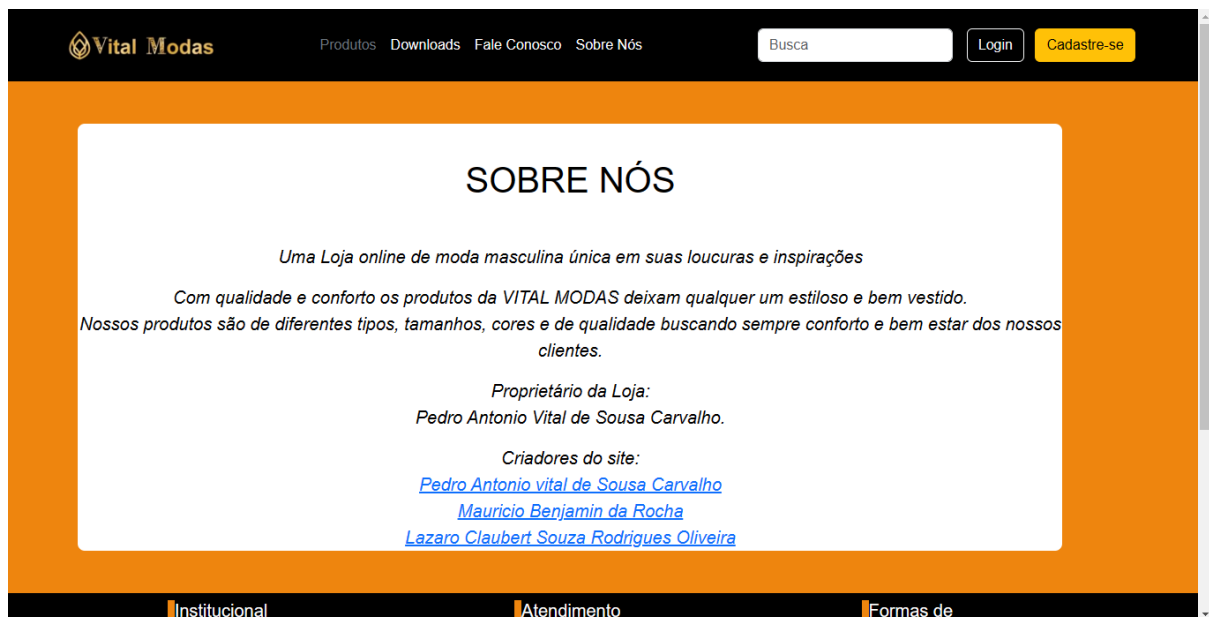 Vital Modas
Produtos Downloads Fale Conosco Sobre Nós
Busca
Login
Cadastre-se
SOBRE NÓS
Uma Loja online de moda masculina única em suas loucuras e inspirações
Com qualidade e conforto os produtos da VITAL MODAS deixam qualquer um estiloso e bem vestido.
Nossos produtos são de diferentes tipos, tamanhos, cores e de qualidade buscando sempre conforto e bem estar dos nossos
clientes.
Proprietário da Loja:
Pedro Antonio Vital de Sousa Carvalho.
Criadores do site:
Pedro Antonio vital de Sousa Carvalho
Mauricio Benjamin da Rocha
Lazaro Claubert Souza Rodrigues Oliveira
Institucional
Atendimento
Formas de